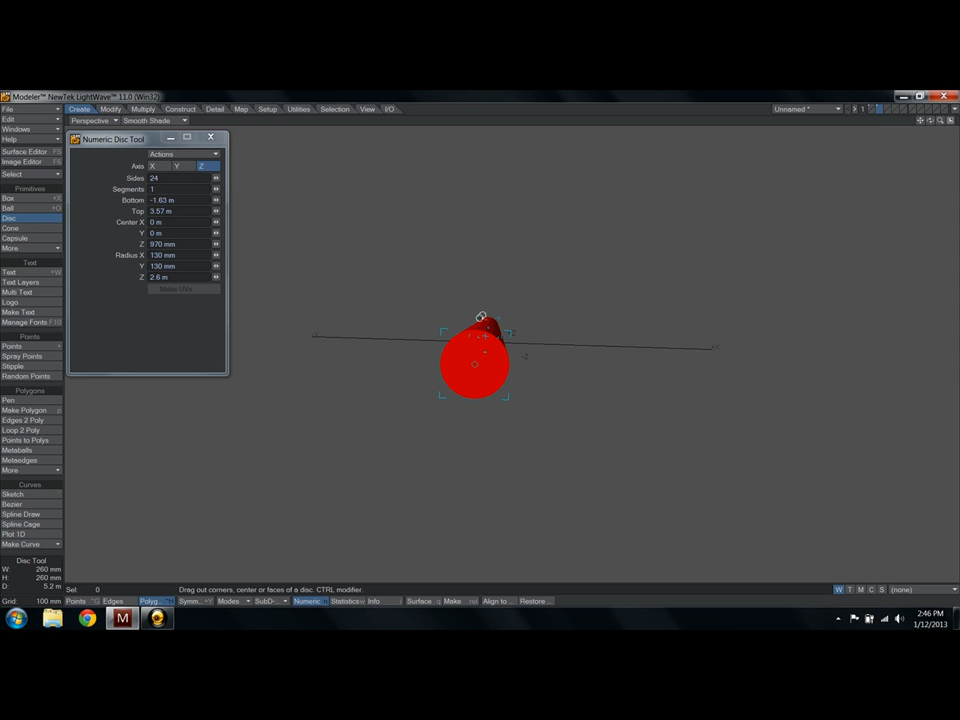 Modeler™ NewTek LightWave™ 11.0 (Win32)
File Create Modify Multiply Construct Detail Map Setup Utilities Selection View I/O Unnamed * 1
Edit Perspective Smooth Shade
Windows
Help
Surface Editor F5
Image Editor F6
Select
Primitives
Box +X
Ball +O
Disc
Cone
Capsule
More
Text
Text +W
Text Layers
Multi Text
Logo
Make Text
Manage Fonts F10
Points
Points +
Spray Points
Stipple
Random Points
Polygons
Pen
Make Polygon p
Edges 2 Poly
Loop 2 Poly
Points to Polys
Metaballs
Metaedges
More
Curves
Sketch
Bezier
Spline Draw
Spline Cage
Plot 1D
Make Curve
Disc Tool
W: 260 mm
H: 260 mm
D: 5.2 m
Grid: 100 mm
Numeric: Disc Tool
Actions
Axis X Y Z
Sides 24
Segments 1
Bottom -1.63 m
Top 3.57 m
Center X 0 m
Y 0 m
Z 970 mm
Radius X 130 mm
Y 130 mm
Z 2.6 m
Make UVs
-X
+X
-Z
Sel: 0 Drag out corners, center or faces of a disc. CTRL modifier. W T M C S (none)
Points ^G Edges Polyg.. ^H Symm.. +Y Modes SubD-.. Numeric Statistics Info i Surface Make Align to... Restore...
M
2:46 PM
1/12/2013